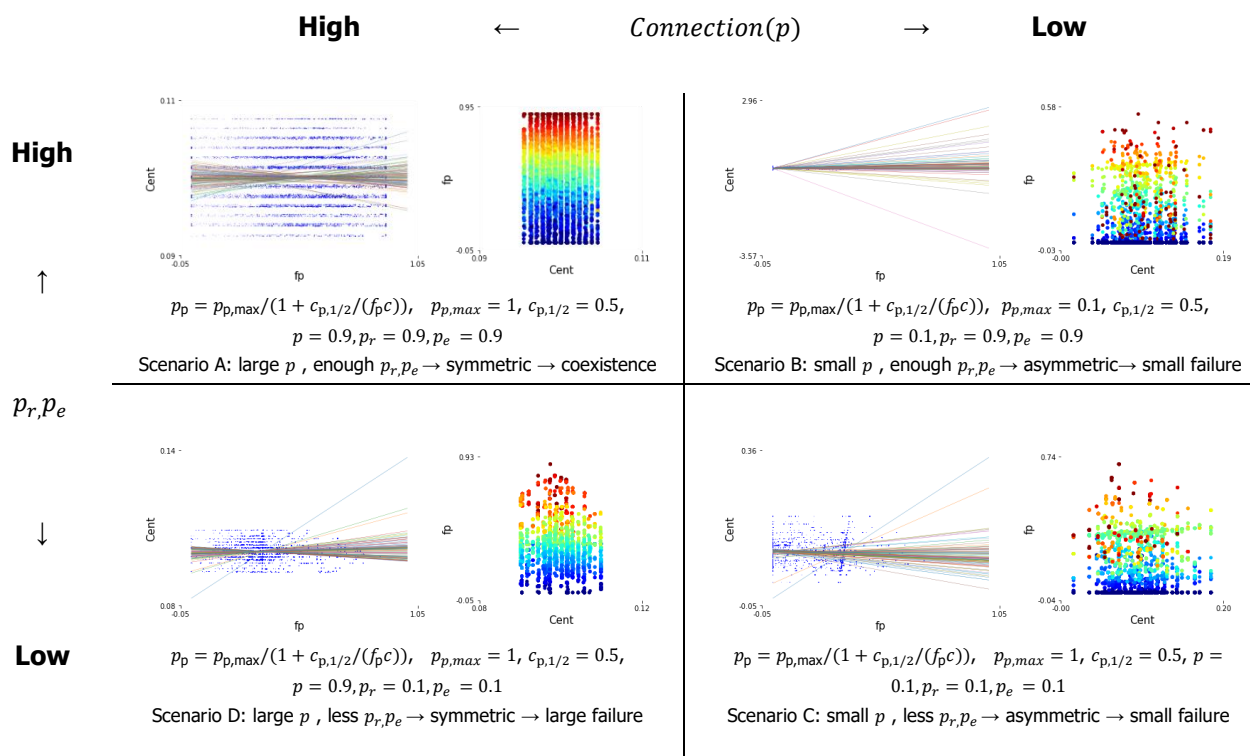 High ← Connection(p) → Low
High
↑
p_r,p_e
↓
Low
0.11
Cent
0.09
-0.05
fp
1.05
0.95
fp
-0.05
0.09
Cent
0.11
p_p = p_p,max/(1 + c_p,1/2/(f_p c)), p_p,max = 1, c_p,1/2 = 0.5,
p = 0.9, p_r = 0.9, p_e = 0.9
Scenario A: large p , enough p_r,p_e → symmetric → coexistence
2.96
Cent
-3.57
-0.05
fp
1.05
0.58
fp
-0.03
-0.00
Cent
0.19
p_p = p_p,max/(1 + c_p,1/2/(f_p c)), p_p,max = 0.1, c_p,1/2 = 0.5,
p = 0.1, p_r = 0.9, p_e = 0.9
Scenario B: small p , enough p_r,p_e → asymmetric→ small failure
0.14
Cent
0.08
-0.05
fp
1.05
0.93
fp
-0.05
0.08
Cent
0.12
p_p = p_p,max/(1 + c_p,1/2/(f_p c)), p_p,max = 1, c_p,1/2 = 0.5,
p = 0.9, p_r = 0.1, p_e = 0.1
Scenario D: large p , less p_r,p_e → symmetric → large failure
0.36
Cent
-0.05
-0.05
fp
1.05
0.74
fp
-0.04
-0.00
Cent
0.20
p_p = p_p,max/(1 + c_p,1/2/(f_p c)), p_p,max = 1, c_p,1/2 = 0.5, p =
0.1, p_r = 0.1, p_e = 0.1
Scenario C: small p , less p_r,p_e → asymmetric → small failure